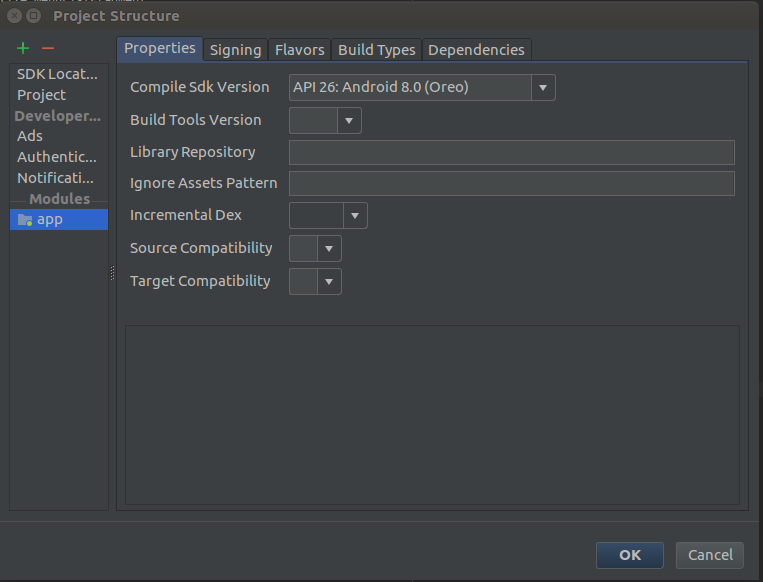 Project Structure
SDK Locat...
Project
Developer...
Ads
Authentic...
Notificati...
Modules
app
Properties Signing Flavors Build Types Dependencies
Compile Sdk Version API 26: Android 8.0 (Oreo)
Build Tools Version
Library Repository
Ignore Assets Pattern
Incremental Dex
Source Compatibility
Target Compatibility
OK Cancel